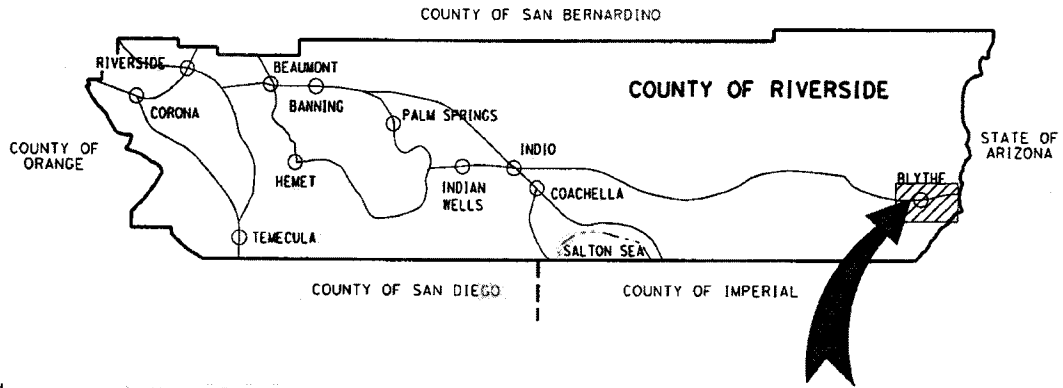 COUNTY OF SAN BERNARDINO
RIVERSIDE
BEAUMONT
COUNTY OF RIVERSIDE
CORONA
BANNING
PALM SPRINGS
COUNTY OF
ORANGE
STATE OF
ARIZONA
INDIO
HEMET
INDIAN
WELLS
COACHELLA
BLYTHE
TEMECULA
SALTON SEA
COUNTY OF SAN DIEGO
COUNTY OF IMPERIAL